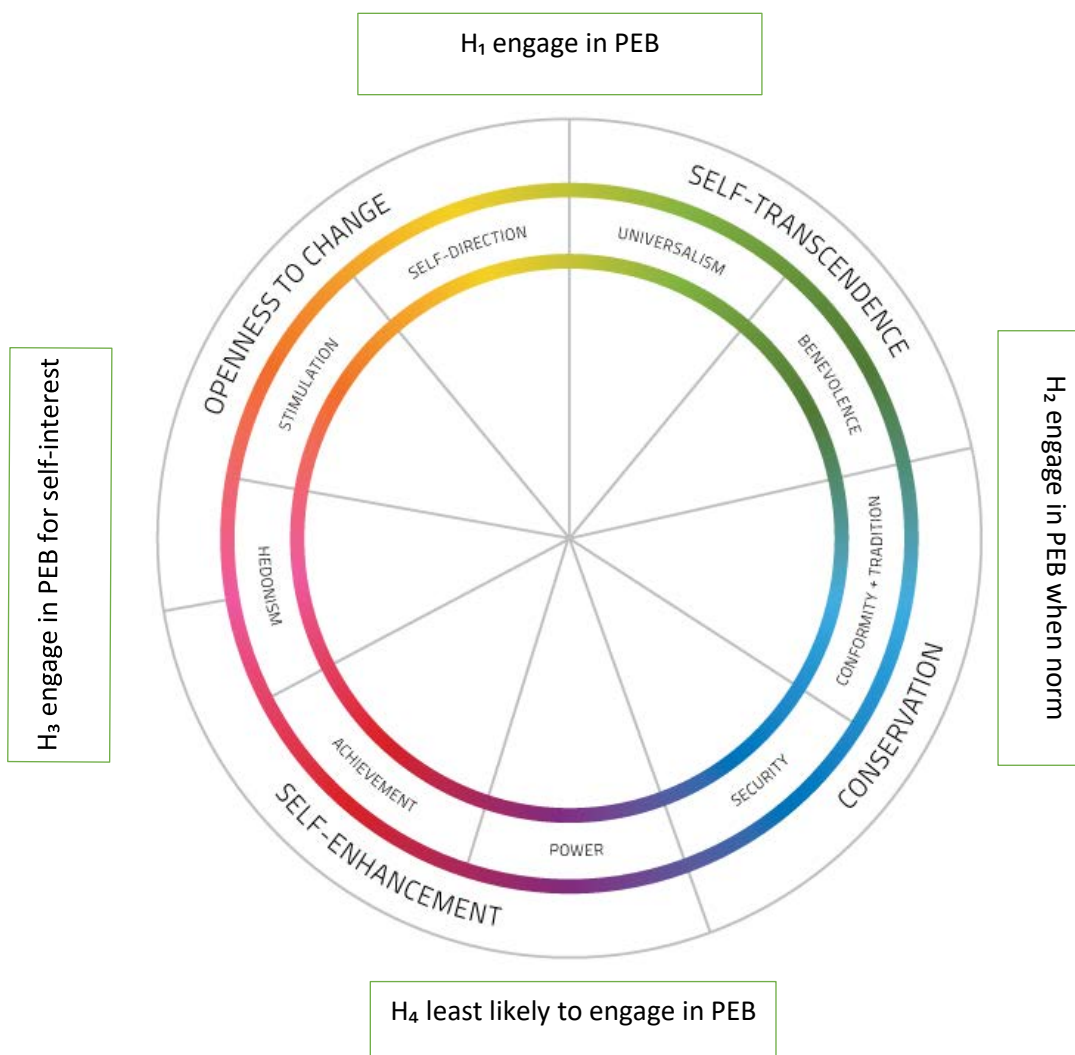 H₁ engage in PEB
SELF-TRANSCENDENCE
OPENNESS TO CHANGE
SELF-DIRECTION
UNIVERSALISM
STIMULATION
BENEVOLENCE
H₃ engage in PEB for self-interest
H₂ engage in PEB when norm
HEDONISM
CONFORMITY + TRADITION
CONSERVATION
ACHIEVEMENT
SECURITY
SELF-ENHANCEMENT
POWER
H₄ least likely to engage in PEB